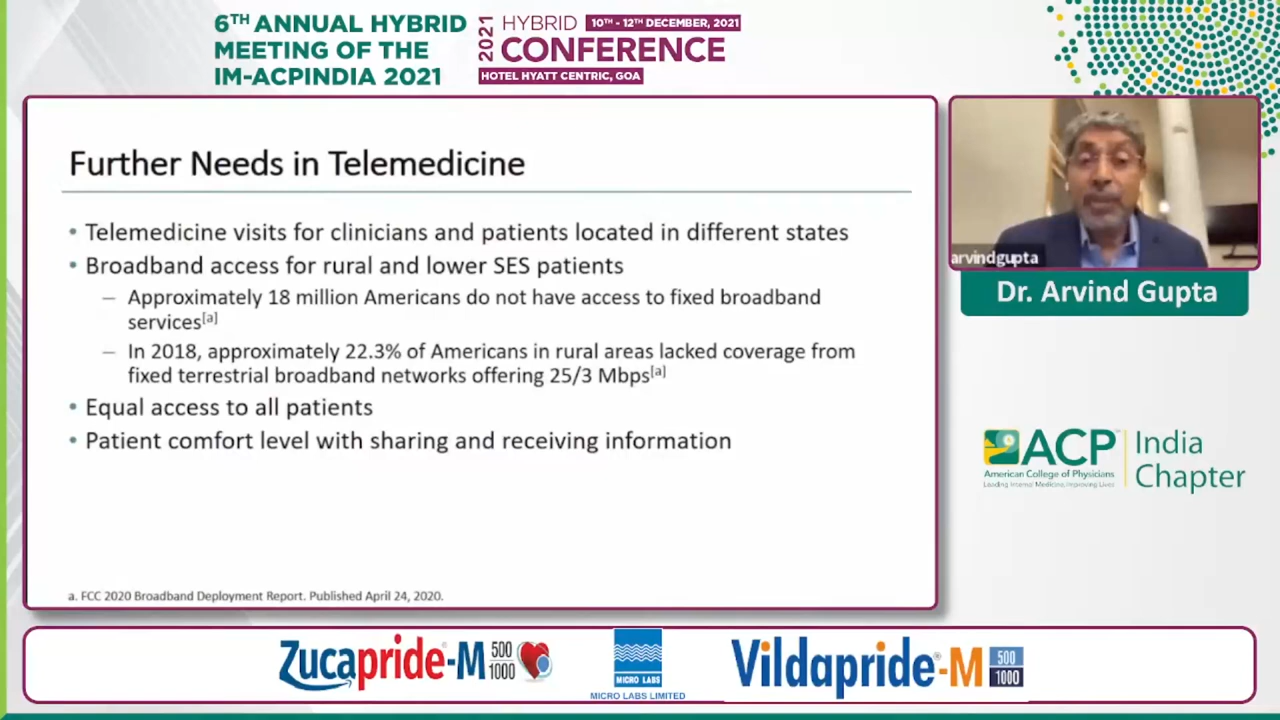 6TH ANNUAL HYBRID
MEETING OF THE
IM-ACPINDIA 2021
2021
HYBRID
10TH - 12TH DECEMBER, 2021
CONFERENCE
HOTEL HYATT CENTRIC, GOA
Further Needs in Telemedicine
• Telemedicine visits for clinicians and patients located in different states
• Broadband access for rural and lower SES patients
– Approximately 18 million Americans do not have access to fixed broadband
services[a]
– In 2018, approximately 22.3% of Americans in rural areas lacked coverage from
fixed terrestrial broadband networks offering 25/3 Mbps[a]
• Equal access to all patients
• Patient comfort level with sharing and receiving information
a. FCC 2020 Broadband Deployment Report. Published April 24, 2020.
arvindgupta
Dr. Arvind Gupta
ACP™
American College of Physicians
Leading Internal Medicine, Improving Lives
India
Chapter
Zucapride®-M 500
1000
MICRO LABS
MICRO LABS LIMITED
Vildapride®-M 500
1000